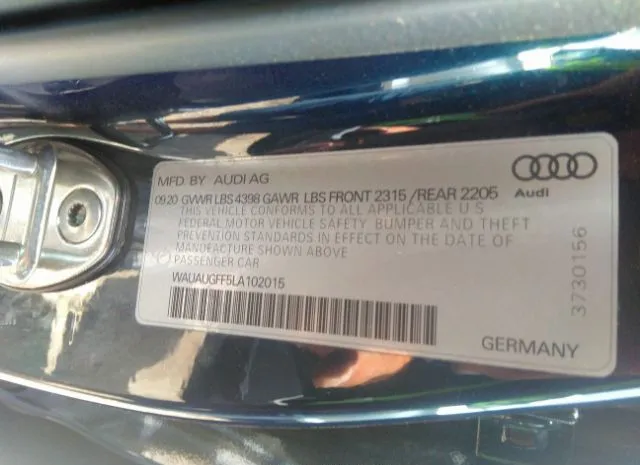 MFD. BY AUDI AG
0920 GVWR LBS 4398 GAWR LBS FRONT 2315 /REAR 2205
THIS VEHICLE CONFORMS TO ALL APPLICABLE U S
FEDERAL MOTOR VEHICLE SAFETY, BUMPER AND THEFT
PREVENTION STANDARDS IN EFFECT ON THE DATE OF
MANUFACTURE SHOWN ABOVE
PASSENGER CAR
WAUAUGFF5LA102015
Audi
3730156
GERMANY